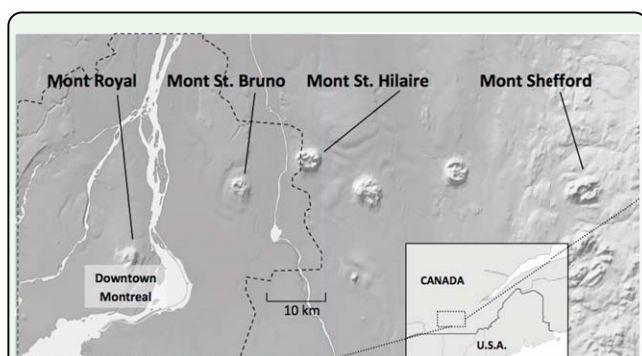 Mont Royal
Mont St. Bruno
Mont St. Hilaire
Mont Shefford
Downtown
Montreal
10 km
CANADA
U.S.A.